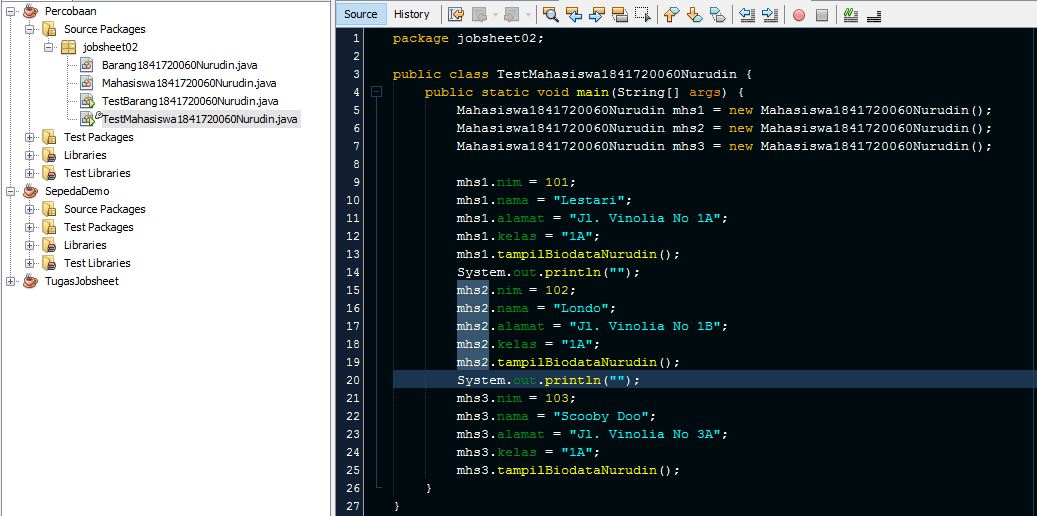 Percobaan
Source Packages
jobsheet02
Barang1841720060Nurudin.java
Mahasiswa1841720060Nurudin.java
TestBarang1841720060Nurudin.java
TestMahasiswa1841720060Nurudin.java
Test Packages
Libraries
Test Libraries
SepedaDemo
Source Packages
Test Packages
Libraries
Test Libraries
TugasJobsheet
Source History
1 package jobsheet02;
2
3 public class TestMahasiswa1841720060Nurudin {
4 public static void main(String[] args) {
5 Mahasiswa1841720060Nurudin mhs1 = new Mahasiswa1841720060Nurudin();
6 Mahasiswa1841720060Nurudin mhs2 = new Mahasiswa1841720060Nurudin();
7 Mahasiswa1841720060Nurudin mhs3 = new Mahasiswa1841720060Nurudin();
8
9 mhs1.nim = 101;
10 mhs1.nama = "Lestari";
11 mhs1.alamat = "Jl. Vinolia No 1A";
12 mhs1.kelas = "1A";
13 mhs1.tampilBiodataNurudin();
14 System.out.println("");
15 mhs2.nim = 102;
16 mhs2.nama = "Londo";
17 mhs2.alamat = "Jl. Vinolia No 1B";
18 mhs2.kelas = "1A";
19 mhs2.tampilBiodataNurudin();
20 System.out.println("");
21 mhs3.nim = 103;
22 mhs3.nama = "Scooby Doo";
23 mhs3.alamat = "Jl. Vinolia No 3A";
24 mhs3.kelas = "1A";
25 mhs3.tampilBiodataNurudin();
26 }
27 }